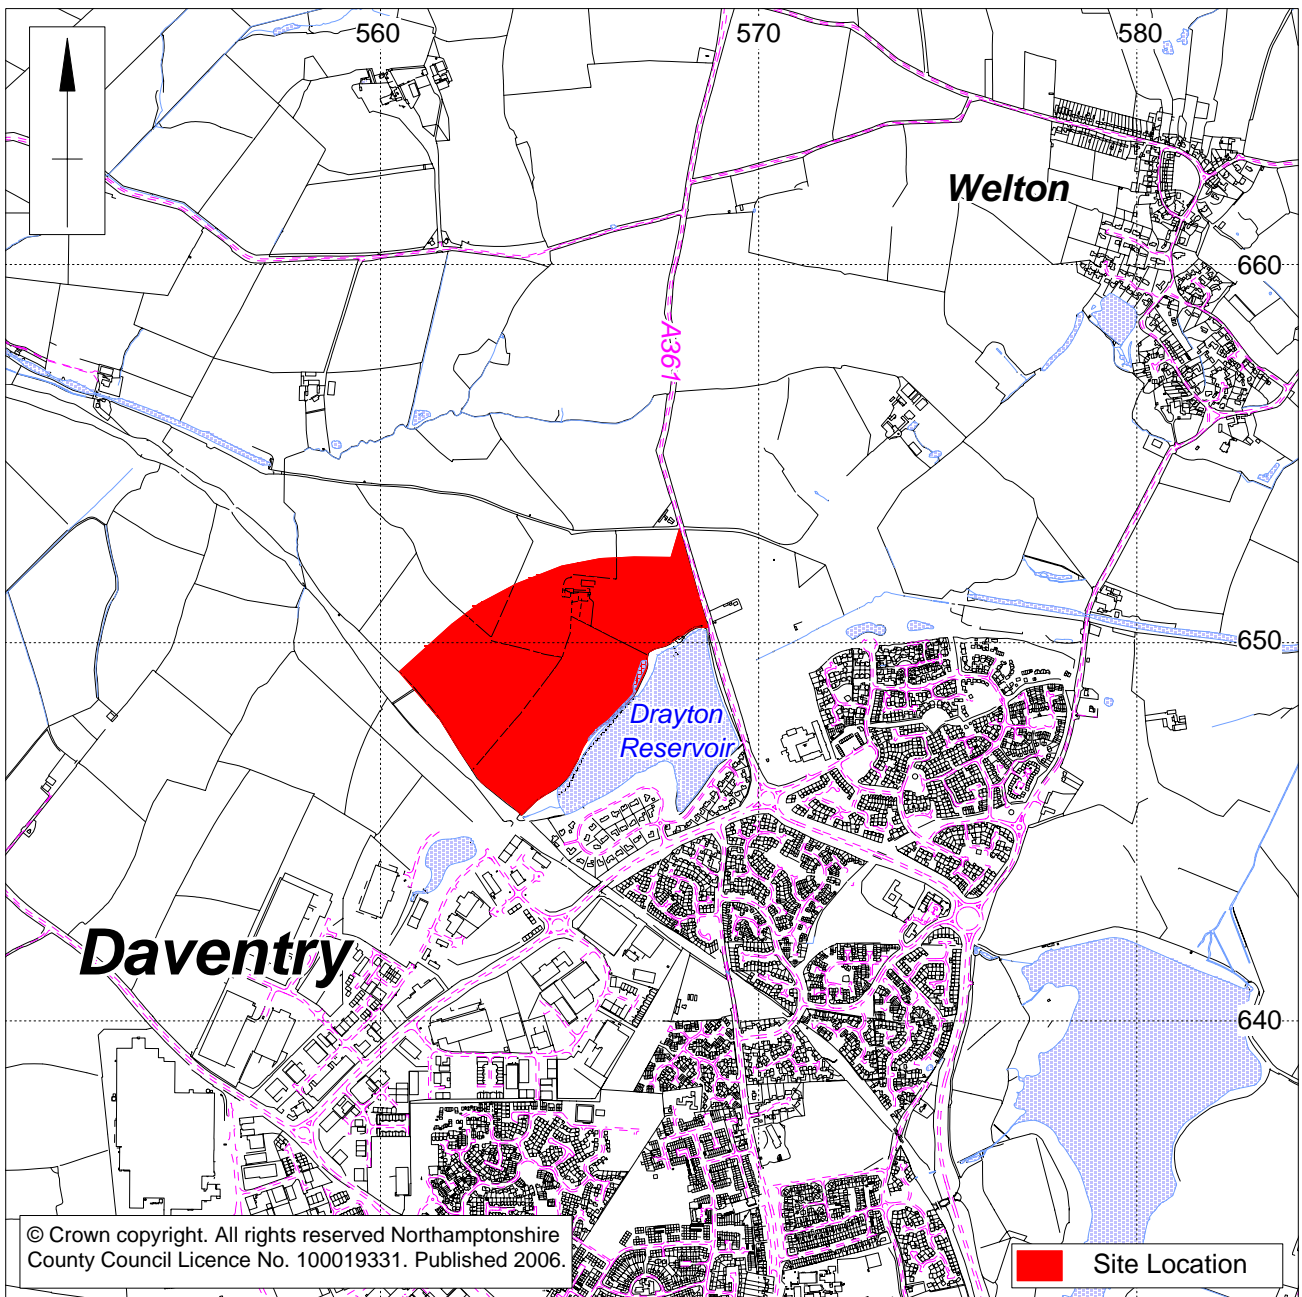 560
570
580
Welton
660
A361
650
Drayton
Reservoir
Daventry
640
© Crown copyright. All rights reserved Northamptonshire
County Council Licence No. 100019331. Published 2006.
Site Location